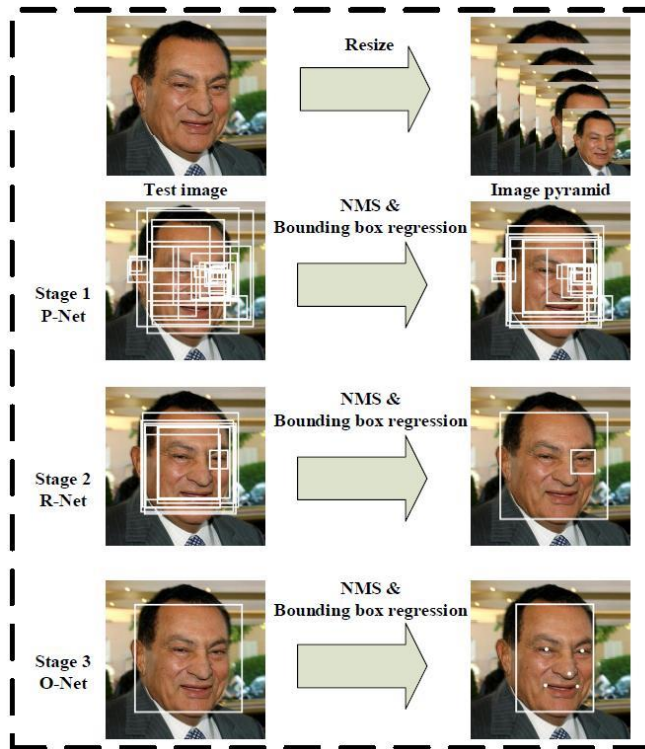 Resize
Test image
Image pyramid
NMS &
Bounding box regression
Stage 1
P-Net
NMS &
Bounding box regression
Stage 2
R-Net
NMS &
Bounding box regression
Stage 3
O-Net